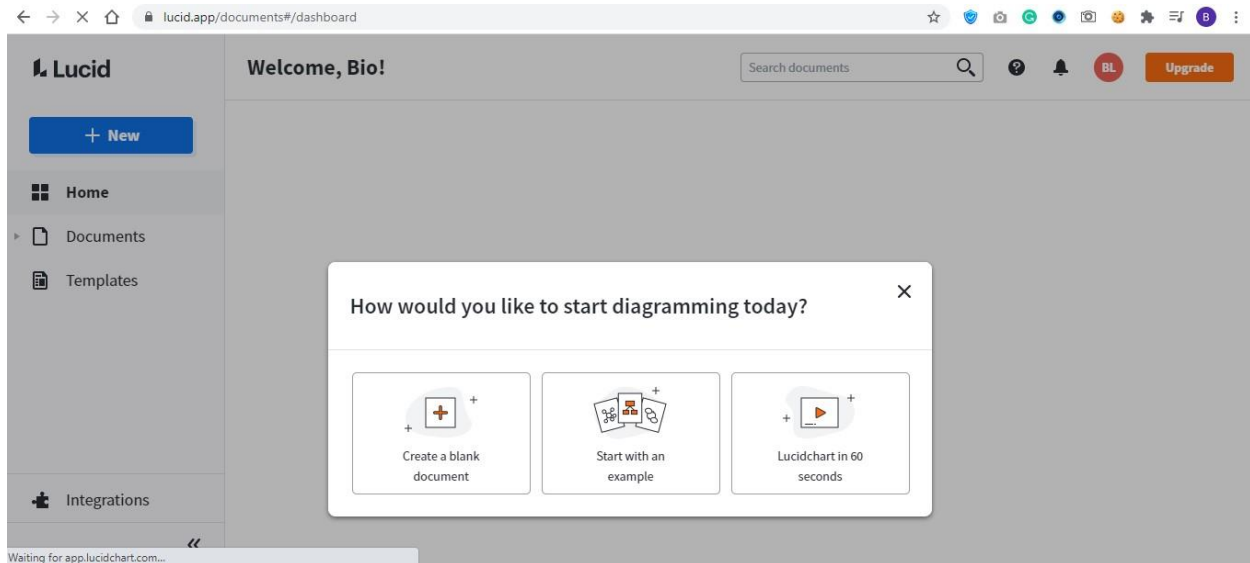 lucid.app/documents#/dashboard
B
Lucid
Welcome, Bio!
Search documents
BL
Upgrade
+ New
Home
Documents
Templates
How would you like to start diagramming today?
Create a blank
document
Start with an
example
Lucidchart in 60
seconds
Integrations
Waiting for app.lucidchart.com...